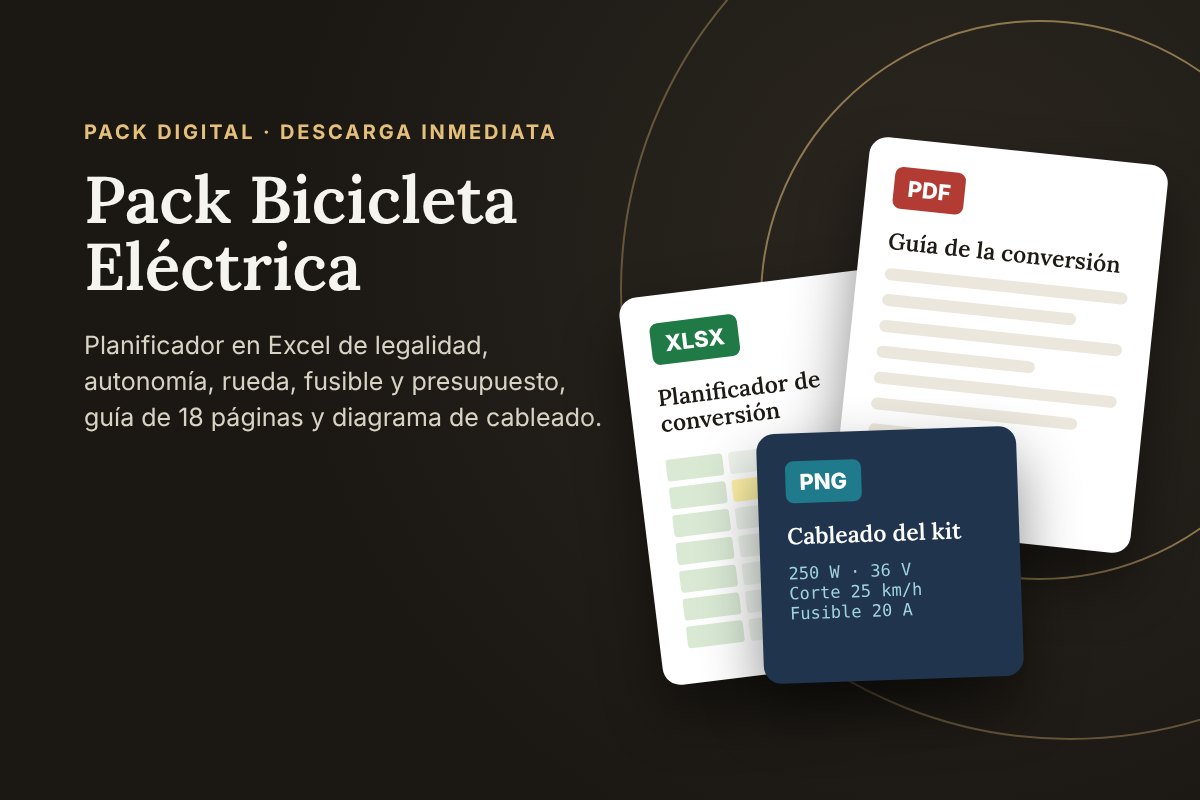 PACK DIGITAL · DESCARGA INMEDIATA
Pack Bicicleta
Eléctrica
Planificador en Excel de legalidad,
autonomía, rueda, fusible y presupuesto,
guía de 18 páginas y diagrama de cableado.
PDF
Guía de la conversión
XLSX
Planificador de
conversión
PNG
Cableado del kit
250 W · 36 V
Corte 25 km/h
Fusible 20 A